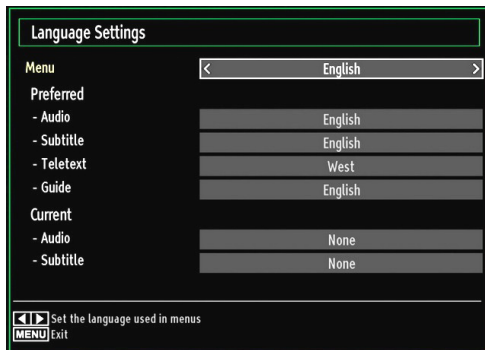 Language Settings
Menu < English >
Preferred
- Audio English
- Subtitle English
- Teletext West
- Guide English
Current
- Audio None
- Subtitle None
Set the language used in menus
MENU Exit